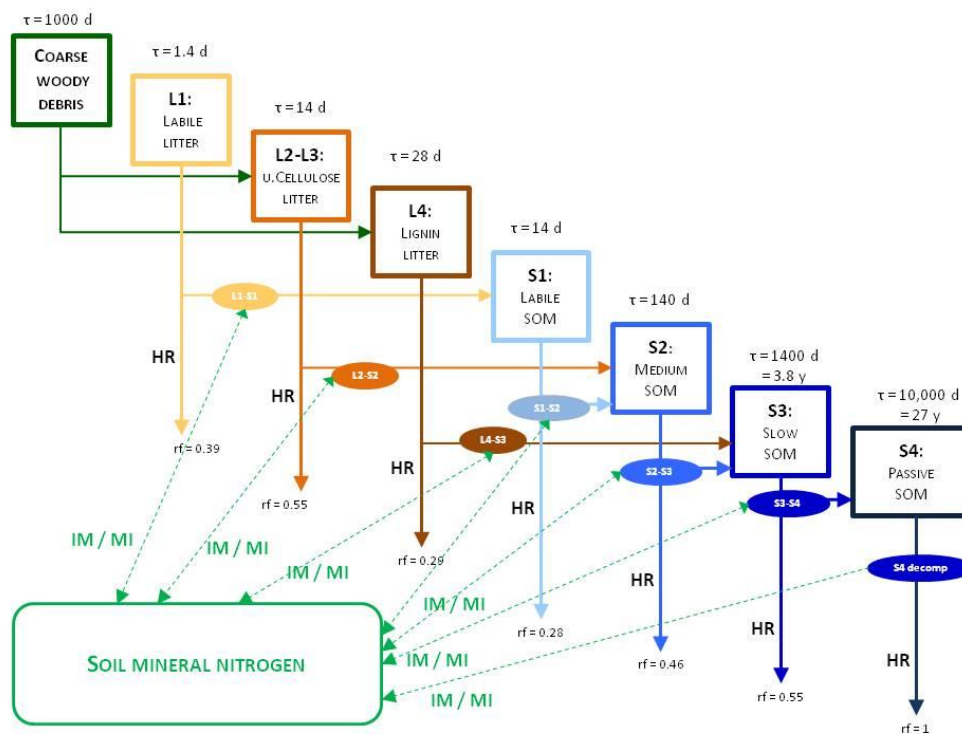 τ = 1000 d
COARSE
WOODY
DEBRIS
τ = 1.4 d
L1:
LABILE
LITTER
τ = 14 d
L2-L3:
U.CELLULOSE
LITTER
τ = 28 d
L4:
LIGNIN
LITTER
τ = 14 d
S1:
LABILE
SOM
τ = 140 d
S2:
MEDIUM
SOM
τ = 1400 d
= 3.8 y
S3:
SLOW
SOM
τ = 10,000 d
= 27 y
S4:
PASSIVE
SOM
L1-S1
L2-S2
S1-S2
L4-S3
S2-S3
S3-S4
S4 decomp
HR
rf = 0.39
HR
rf = 0.55
HR
rf = 0.29
HR
rf = 0.28
HR
rf = 0.46
HR
rf = 0.55
HR
rf = 1
IM / MI
IM / MI
IM / MI
IM / MI
IM / MI
IM / MI
SOIL MINERAL NITROGEN